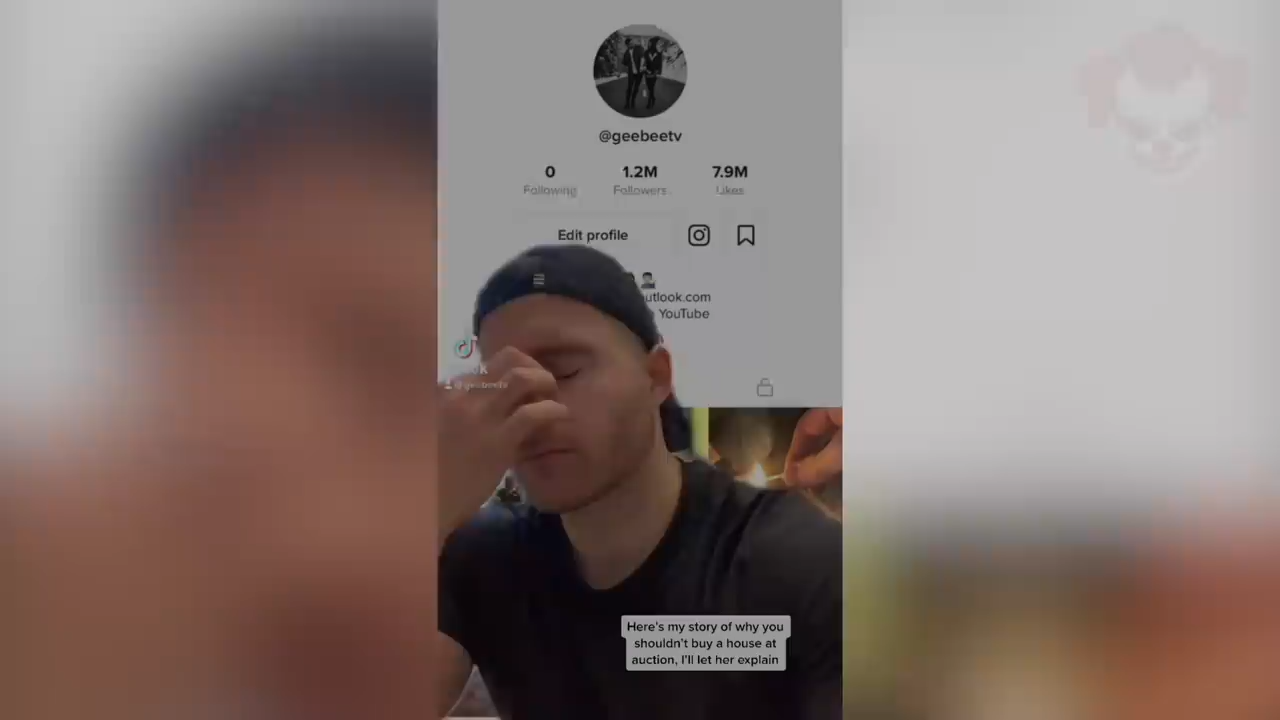 @geebeetv
0 1.2M 7.9M
Following Followers Likes
Edit profile
utlook.com
YouTube
@geebeetv
Here's my story of why you
shouldn't buy a house at
auction, I'll let her explain